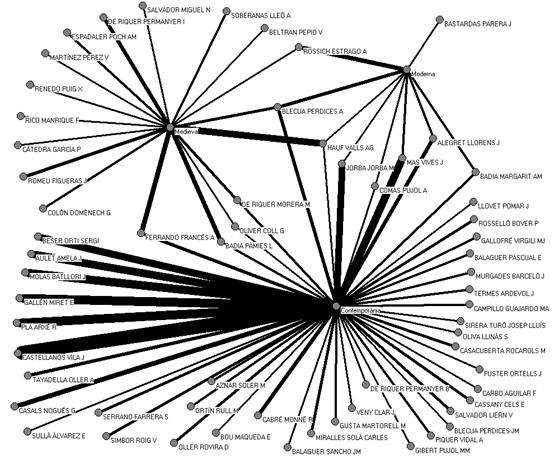 SALVADOR MIGUEL N
SOBERANAS LLEÓ A
DE RIQUER PERMANYER I
BASTARDAS PARERA J
BELTRAN PEPIO V
ESPADALER POCH AM
ROSSICH ESTRAGO A
MARTÍNEZ PÉREZ V
Moderna
RENEDO PUIG X
BLECUA PERDICES A
RICO MANRIQUE F
Medieval
ALEGRET LLORENS J
CÁTEDRA GARCÍA P
HAUF VALLS AG
MAS VIVES J
JORBA JORBA M
BADIA MARGARIT AM
ROMEU FIGUERAS J
COMAS PUJOL A
DE RIQUER MORERA M
LLOVET POMAR J
COLÓN DOMÈNECH G
ROSSELLÓ BOVER P
OLIVER COLL G
FERRANDO FRANCÉS A
GALLOFRÉ VIRGILI MJ
BESER ORTI SERGI
BADIA PÀMIES L
AULET AMELA J
BALAGUER PASCUAL E
MOLAS BATLLORI J
MURGADES BARCELÓ J
TERMES ARDEVOL J
GALLÉN MIRET E
CAMPILLO GUAJARDO MA
Contemporània
PLA ARXÉ R
SIRERA TURÓ JOSEP LLUÍS
OLIVA LLINÀS S
CASTELLANOS VILA J
CASACUBERTA ROCAROLS M
TAYADELLA OLLER A
FUSTER ORTELLS J
AZNAR SOLER M
DE RIQUER PERMANYER B
CARBO AGUILAR F
CASALS NOGUÉS G
ORTÍN RULL M
CASSANY CELS E
SERRANO FARRERA S
CABRÉ MONNÉ R
VENY CLAR J
SALVADOR LIERN V
GUSTA MARTORELL M
SULLÀ ÁLVAREZ E
SIMBOR ROIG V
BOU MAQUEDA E
MIRALLES SOLÀ CARLES
BLECUA PERDICES JM
OLLER ROVIRA D
PIQUER VIDAL A
BALAGUER SANCHO JM
GIBERT PUJOL MM